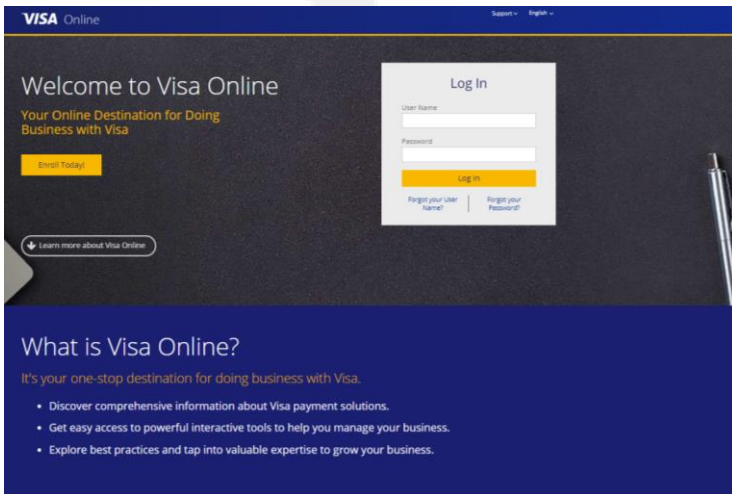 VISA Online
Support
English
Welcome to Visa Online
Your Online Destination for Doing
Business with Visa
Enroll Today!
Learn more about Visa Online
Log In
User Name
Password
Log In
Forgot your User
Name?
Forgot your
Password?
What is Visa Online?
It's your one-stop destination for doing business with Visa.
• Discover comprehensive information about Visa payment solutions.
• Get easy access to powerful interactive tools to help you manage your business.
• Explore best practices and tap into valuable expertise to grow your business.